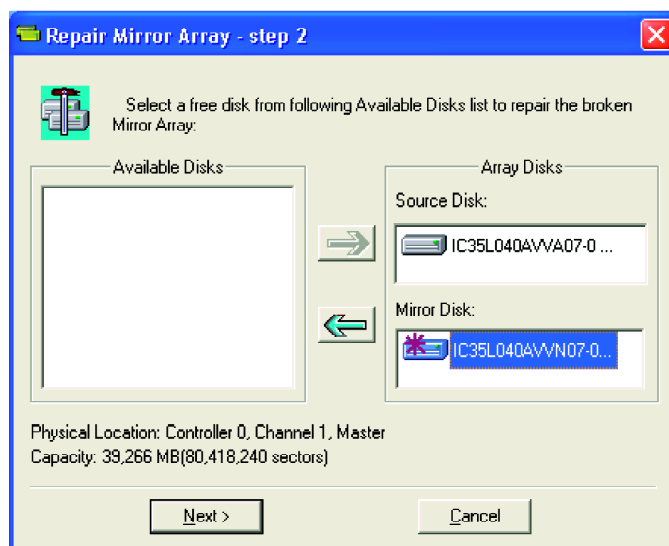 Repair Mirror Array - step 2
Select a free disk from following Available Disks list to repair the broken
Mirror Array:
Available Disks
Array Disks
Source Disk:
IC35L040AVVA07-0 ...
Mirror Disk:
IC35L040AVVN07-0...
Physical Location: Controller 0, Channel 1, Master
Capacity: 39,266 MB(80,418,240 sectors)
Next >
Cancel